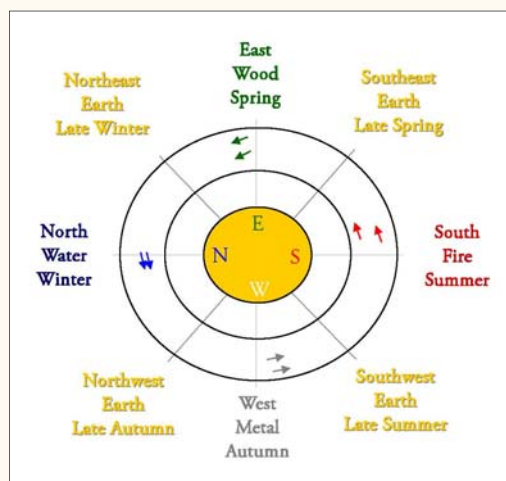 East
Wood
Spring
Northeast
Earth
Late Winter
Southeast
Earth
Late Spring
North
Water
Winter
E
N
S
W
South
Fire
Summer
Northwest
Earth
Late Autumn
West
Metal
Autumn
Southwest
Earth
Late Summer